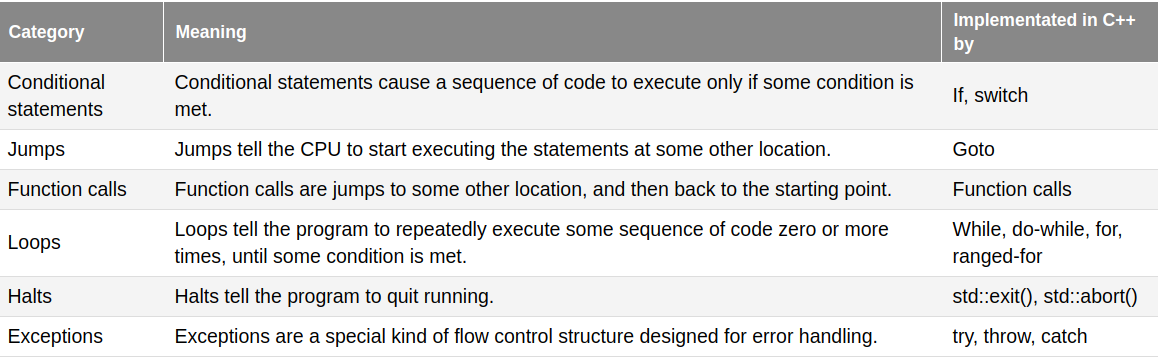 Category Meaning Implementated in C++
by
Conditional
statements Conditional statements cause a sequence of code to execute only if some condition is
met. If, switch
Jumps Jumps tell the CPU to start executing the statements at some other location. Goto
Function calls Function calls are jumps to some other location, and then back to the starting point. Function calls
Loops Loops tell the program to repeatedly execute some sequence of code zero or more
times, until some condition is met. While, do-while, for,
ranged-for
Halts Halts tell the program to quit running. std::exit(), std::abort()
Exceptions Exceptions are a special kind of flow control structure designed for error handling. try, throw, catch